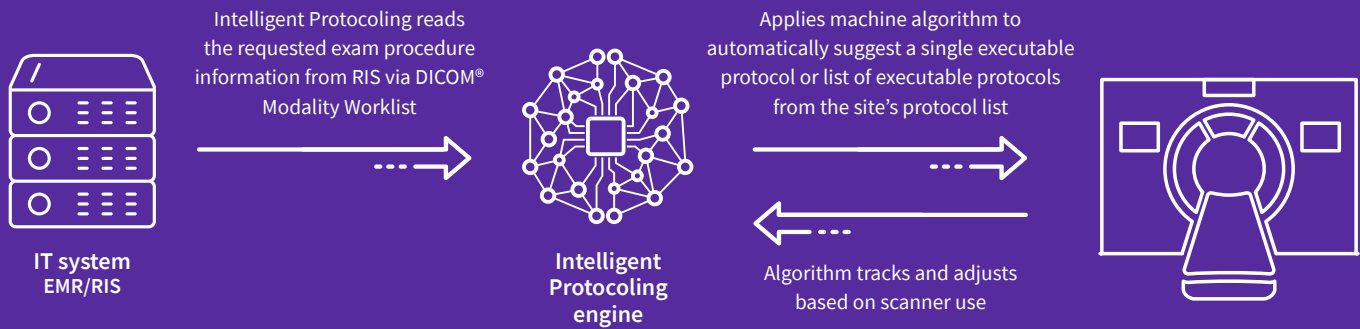 Intelligent Protocoling reads
the requested exam procedure
information from RIS via DICOM®
Modality Worklist
Applies machine algorithm to
automatically suggest a single executable
protocol or list of executable protocols
from the site's protocol list
IT system
EMR/RIS
Intelligent
Protocoling
engine
Algorithm tracks and adjusts
based on scanner use